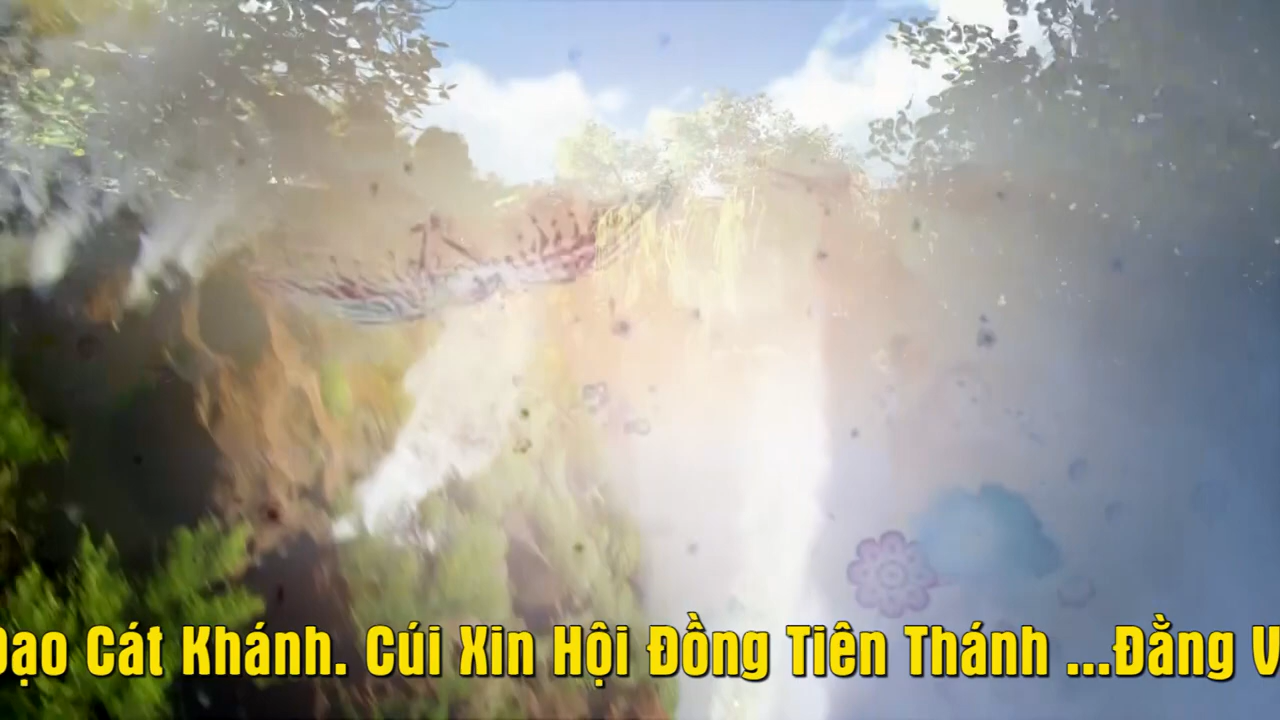 Đạo Cát Khánh. Cúi Xin Hội Đồng Tiên Thánh ...Đằng V